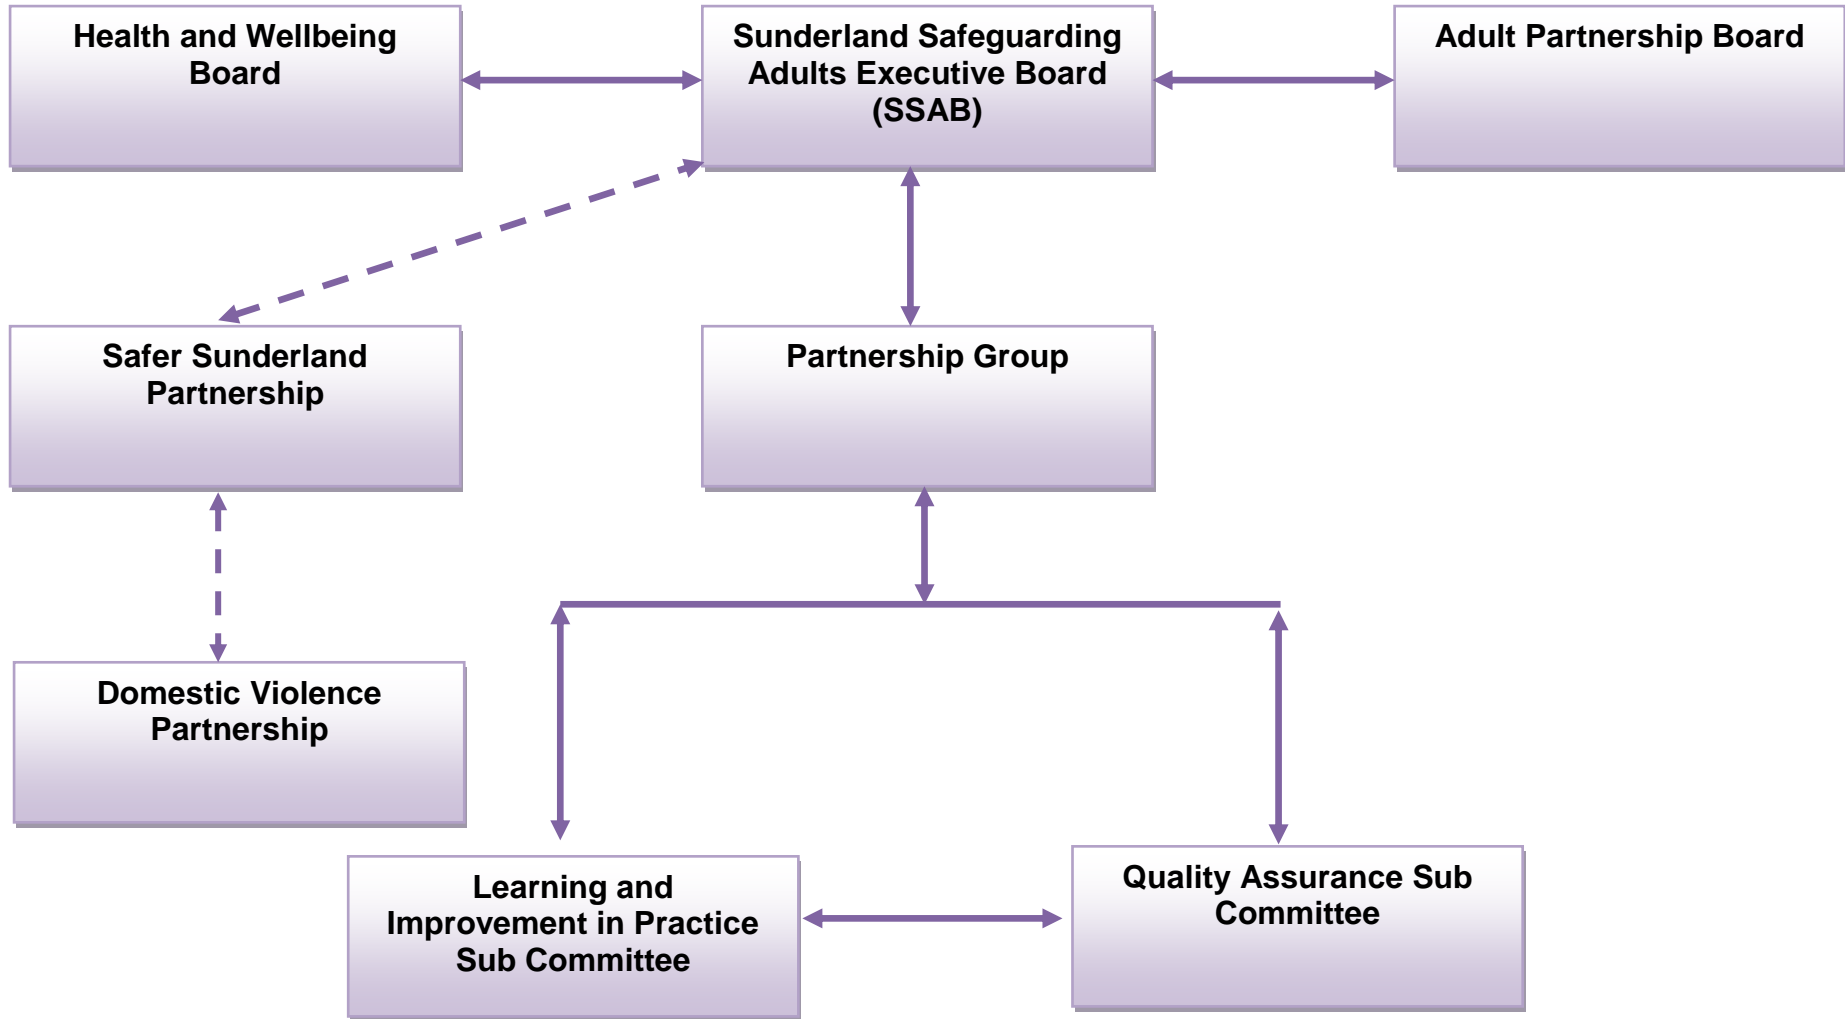 Health and Wellbeing
Board
Sunderland Safeguarding
Adults Executive Board
(SSAB)
Adult Partnership Board
Safer Sunderland
Partnership
Partnership Group
Domestic Violence
Partnership
Learning and
Improvement in Practice
Sub Committee
Quality Assurance Sub
Committee